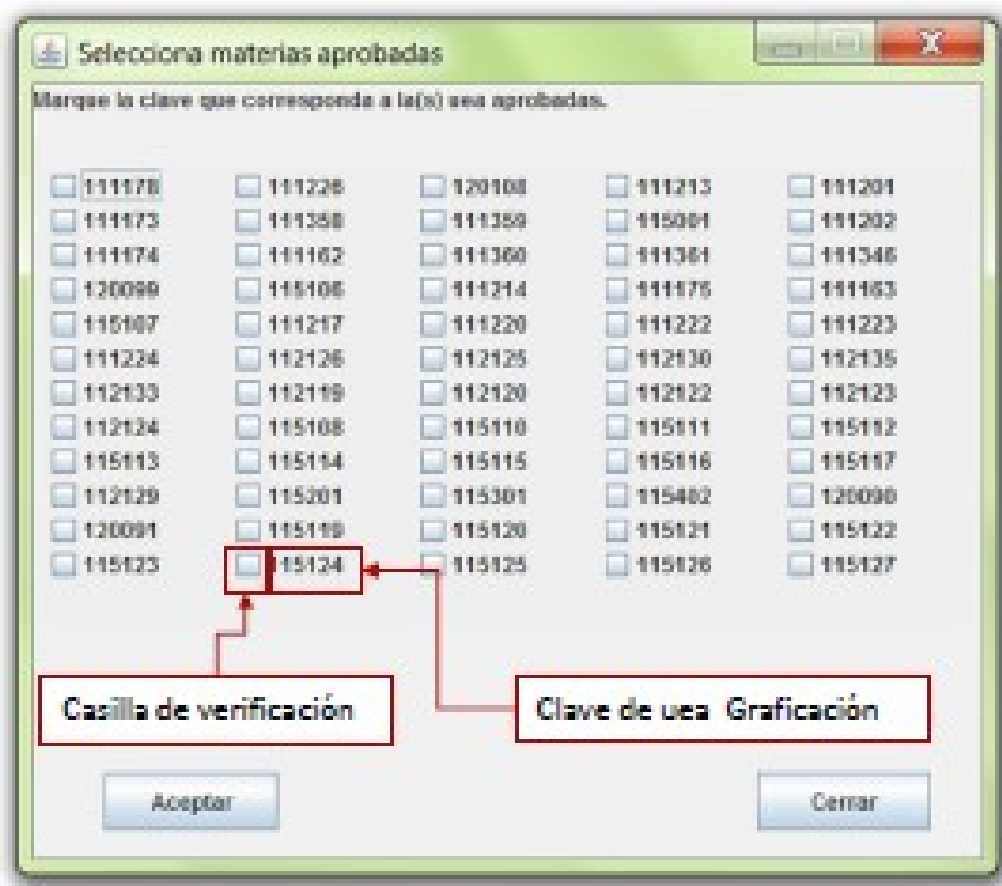 Selecciona materias aprobadas
Marque la clave que corresponda a la(s) uea aprobadas.
111178 111226 120108 111213 111201
111173 111358 111359 115001 111202
111174 111162 111360 111361 111346
120099 115106 111214 111175 111163
115107 111217 111220 111222 111223
111224 112126 112125 112130 112135
112133 112119 112120 112122 112123
112124 115108 115110 115111 115112
115113 115114 115115 115116 115117
112129 115201 115301 115402 120090
120091 115119 115120 115121 115122
115123 115124 115125 115126 115127
Casilla de verificación
Clave de uea Graficación
Aceptar
Cerrar